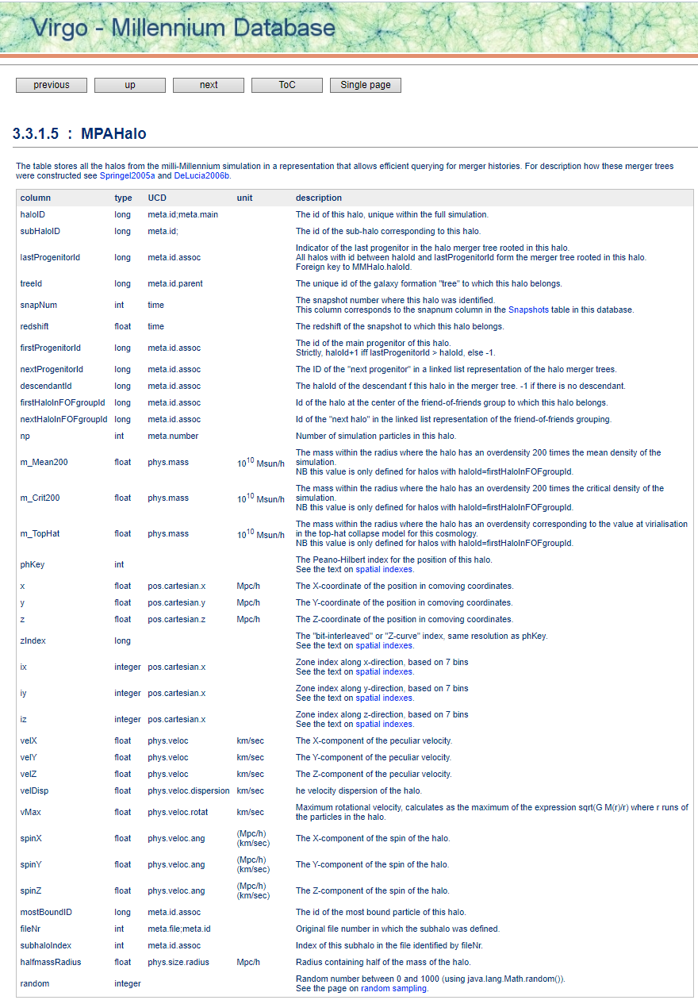 Virgo - Millennium Database
previous up next ToC Single page
3.3.1.5 : MPAHalo
The table stores all the halos from the milli-Millennium simulation in a representation that allows efficient querying for merger histories. For description how these merger trees
were constructed see Springel2005a and DeLucia2006b.
column type UCD unit description
haloID long meta.id;meta.main The id of this halo, unique within the full simulation.
subHaloID long meta.id; The id of the sub-halo corresponding to this halo.
Indicator of the last progenitor in the halo merger tree rooted in this halo.
lastProgenitorId long meta.id.assoc All halos with id between haloId and lastProgenitorId form the merger tree rooted in this halo.
Foreign key to MMHalo.haloId.
treeId long meta.id.parent The unique id of the galaxy formation "tree" to which this halo belongs.
snapNum int time The snapshot number where this halo was identified.
This column corresponds to the snapnum column in the Snapshots table in this database.
redshift float time The redshift of the snapshot to which this halo belongs.
firstProgenitorId long meta.id.assoc The id of the main progenitor of this halo.
Strictly, haloId+1 iff lastProgenitorId > haloId, else -1.
nextProgenitorId long meta.id.assoc The ID of the "next progenitor" in a linked list representation of the halo merger trees.
descendantId long meta.id.assoc The haloId of the descendant f this halo in the merger tree. -1 if there is no descendant.
firstHaloInFOFgroupId long meta.id.assoc Id of the halo at the center of the friend-of-friends group to which this halo belongs.
nextHaloInFOFgroupId long meta.id.assoc Id of the "next halo" in the linked list representation of the friend-of-friends grouping.
np int meta.number Number of simulation particles in this halo.
The mass within the radius where the halo has an overdensity 200 times the mean density of the
m_Mean200 float phys.mass 10^10 Msun/h simulation.
NB this value is only defined for halos with haloId=firstHaloInFOFgroupId.
The mass within the radius where the halo has an overdensity 200 times the critical density of the
m_Crit200 float phys.mass 10^10 Msun/h simulation.
NB this value is only defined for halos with haloId=firstHaloInFOFgroupId.
The mass within the radius where the halo has an overdensity corresponding to the value at virialisation
m_TopHat float phys.mass 10^10 Msun/h in the top-hat collapse model for this cosmology.
NB this value is only defined for halos with haloId=firstHaloInFOFgroupId.
phKey int The Peano-Hilbert index for the position of this halo.
See the text on spatial indexes.
x float pos.cartesian.x Mpc/h The X-coordinate of the position in comoving coordinates.
y float pos.cartesian.y Mpc/h The Y-coordinate of the position in comoving coordinates.
z float pos.cartesian.z Mpc/h The Z-coordinate of the position in comoving coordinates.
zIndex long The "bit-interleaved" or "Z-curve" index, same resolution as phKey.
See the text on spatial indexes.
ix integer pos.cartesian.x Zone index along x-direction, based on 7 bins
See the text on spatial indexes.
iy integer pos.cartesian.x Zone index along y-direction, based on 7 bins
See the text on spatial indexes.
iz integer pos.cartesian.x Zone index along z-direction, based on 7 bins
See the text on spatial indexes.
velX float phys.veloc km/sec The X-component of the peculiar velocity.
velY float phys.veloc km/sec The Y-component of the peculiar velocity.
velZ float phys.veloc km/sec The Z-component of the peculiar velocity.
velDisp float phys.veloc.dispersion km/sec he velocity dispersion of the halo.
vMax float phys.veloc.rotat km/sec Maximum rotational velocity, calculates as the maximum of the expression sqrt(G M(r)/r) where r runs of
the particles in the halo.
spinX float phys.veloc.ang (Mpc/h) (km/sec) The X-component of the spin of the halo.
spinY float phys.veloc.ang (Mpc/h) (km/sec) The Y-component of the spin of the halo.
spinZ float phys.veloc.ang (Mpc/h) (km/sec) The Z-component of the spin of the halo.
mostBoundID long meta.id.assoc The id of the most bound particle of this halo.
fileNr int meta.file;meta.id Original file number in which the subhalo was defined.
subhaloIndex int meta.id.assoc Index of this subhalo in the file identified by fileNr.
halfmassRadius float phys.size.radius Mpc/h Radius containing half of the mass of the halo.
random integer Random number between 0 and 1000 (using java.lang.Math.random()).
See the page on random sampling.